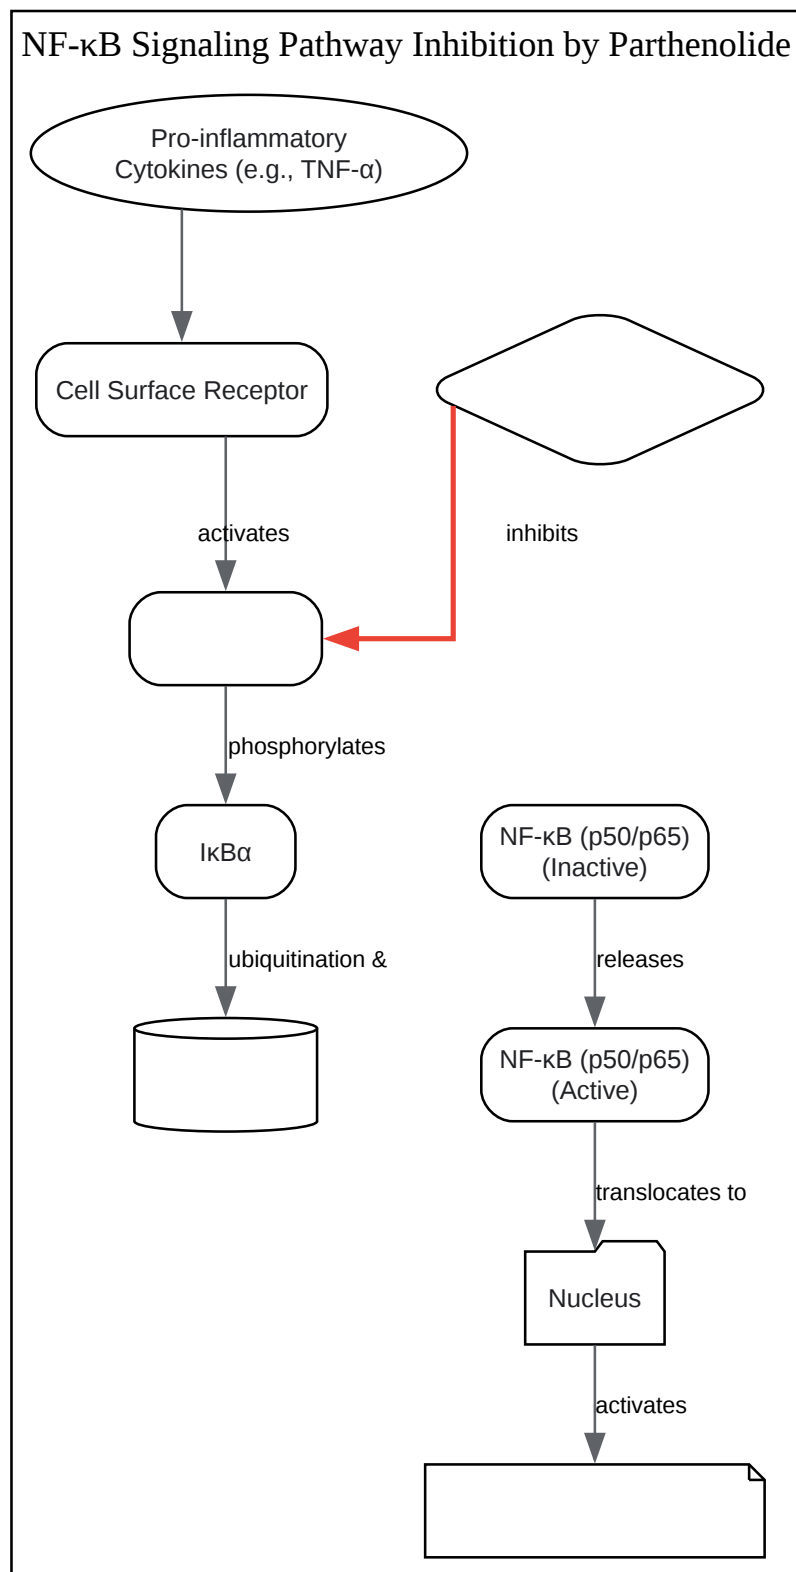 NF-κB Signaling Pathway Inhibition by Parthenolide
Pro-inflammatory
Cytokines (e.g., TNF-α)
Cell Surface Receptor
activates
inhibits
phosphorylates
IκBα
NF-κB (p50/p65)
(Inactive)
ubiquitination &
releases
NF-κB (p50/p65)
(Active)
translocates to
Nucleus
activates